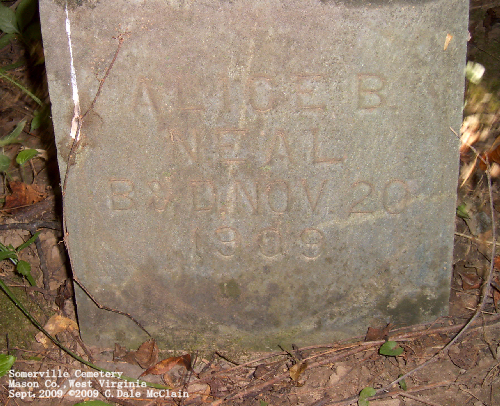 ALICE B.
NEAL
B & D. NOV. 20
1909
Somerville Cemetery
Mason Co., West Virginia
Sept. 2009 ©2009 G. Dale McClain